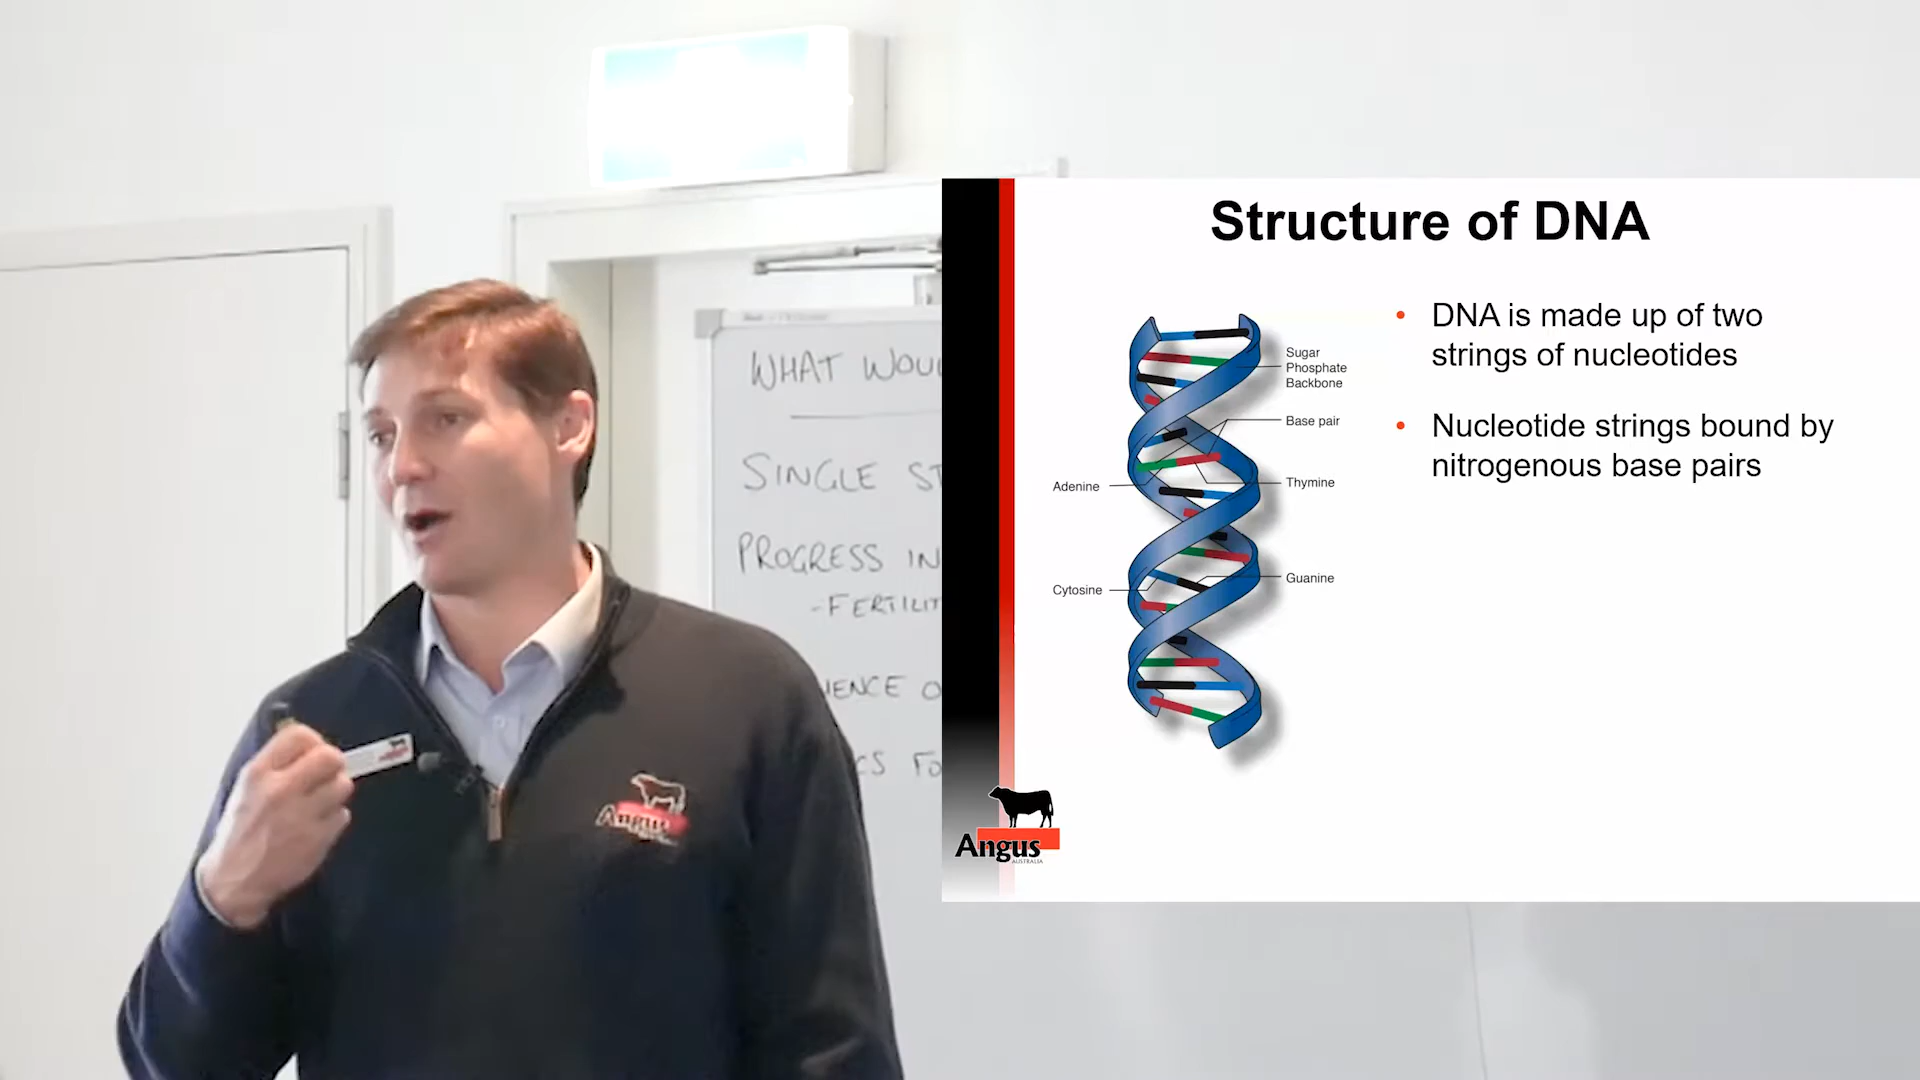 WHAT WOU
SINGLE S
PROGRESS IN
-FERTILIT
ENCE O
CS FO
Angus
Structure of DNA
• DNA is made up of two
strings of nucleotides
• Nucleotide strings bound by
nitrogenous base pairs
Sugar
Phosphate
Backbone
Base pair
Adenine
Thymine
Cytosine
Guanine
Angus
AUSTRALIA